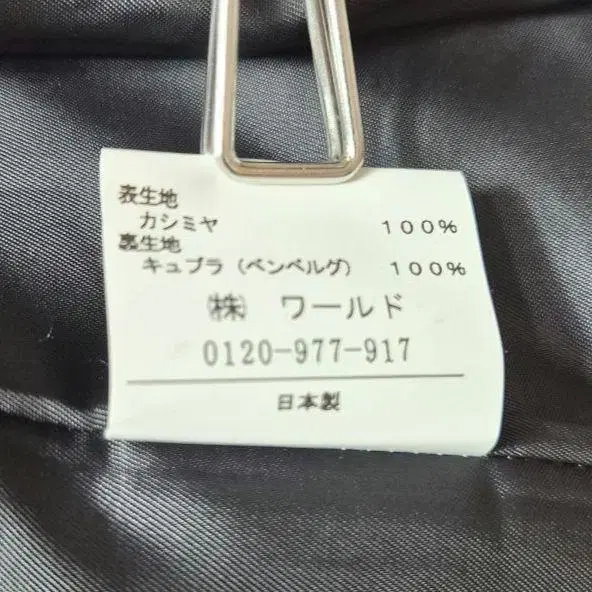 表生地
カシミヤ 100%
裏生地
キュプラ (ベンベルグ) 100%
㈱ ワールド
0120-977-917
日本製